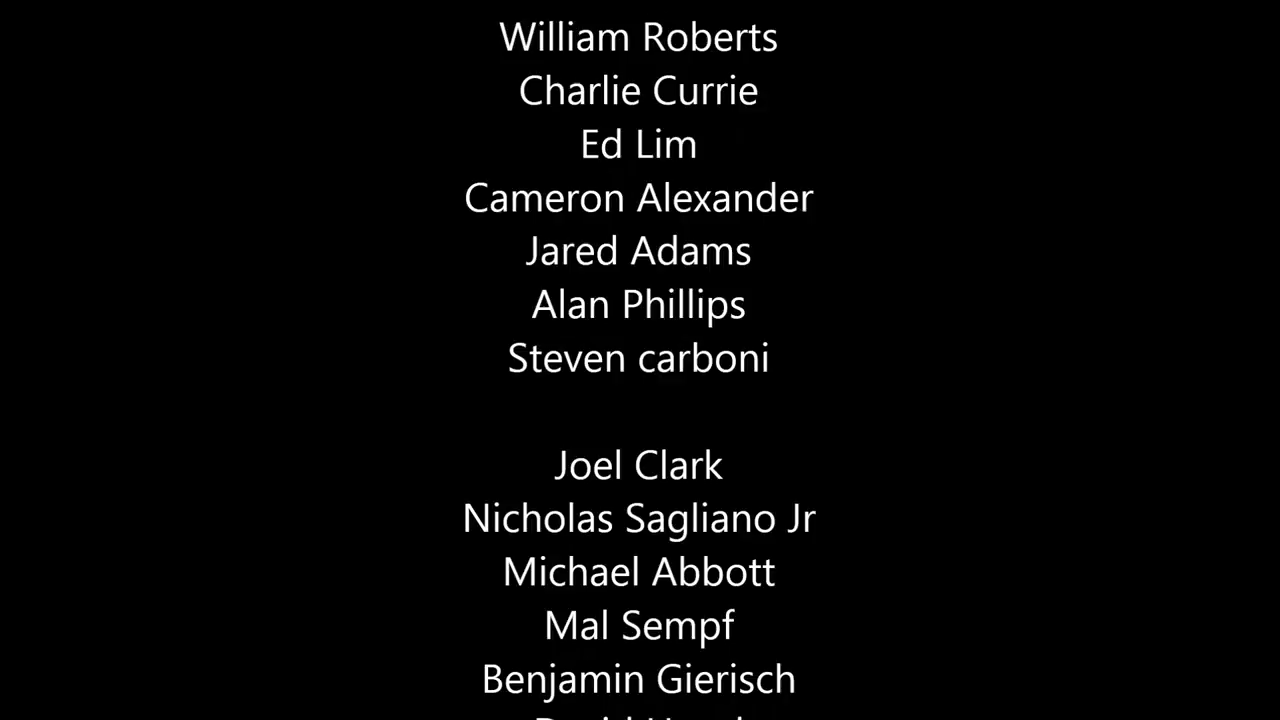 William Roberts
Charlie Currie
Ed Lim
Cameron Alexander
Jared Adams
Alan Phillips
Steven carboni
Joel Clark
Nicholas Sagliano Jr
Michael Abbott
Mal Sempf
Benjamin Gierisch
David